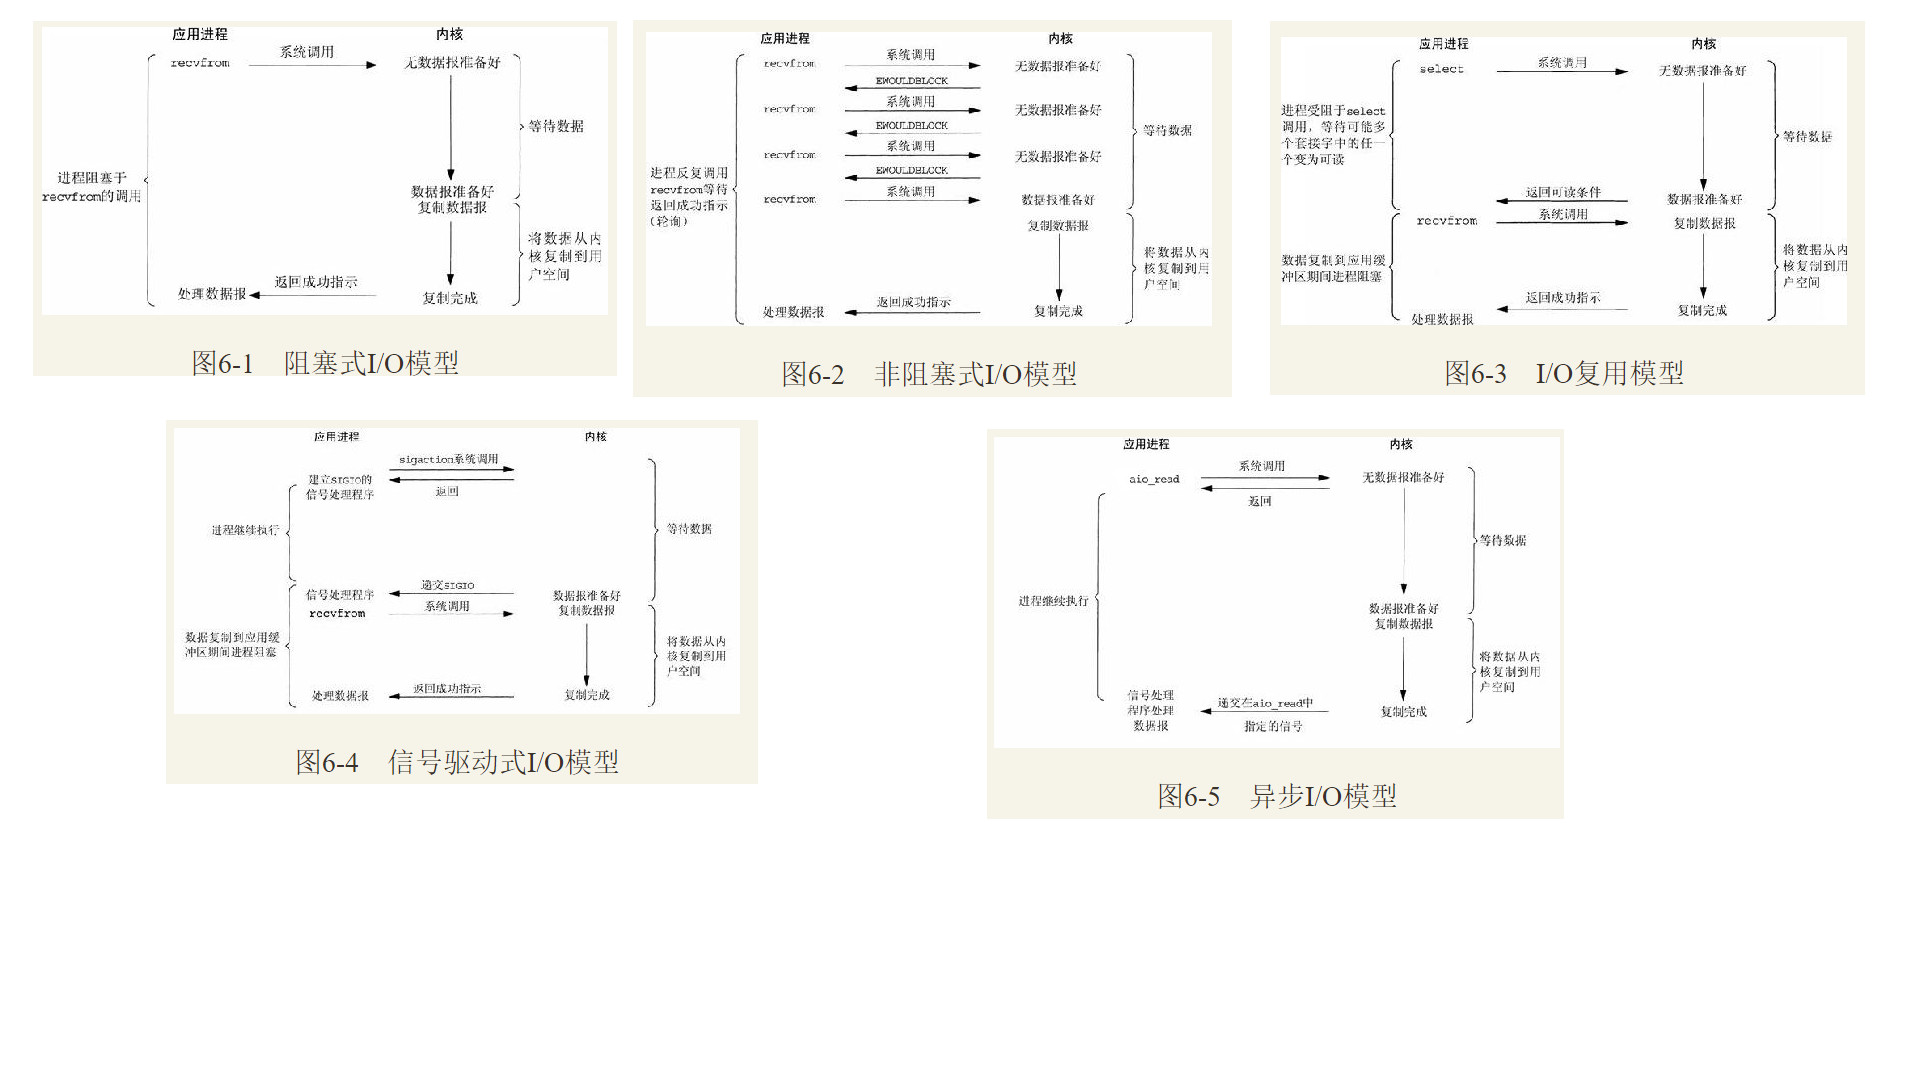 应用进程
内核
recvfrom
系统调用
无数据报准备好
等待数据
进程阻塞于
recvfrom的调用
数据报准备好
复制数据报
将数据从内
核复制到用
户空间
处理数据报
返回成功指示
复制完成
图6-1 阻塞式I/O模型
应用进程
内核
recvfrom
系统调用
无数据报准备好
EWOULDBLOCK
recvfrom
系统调用
无数据报准备好
EWOULDBLOCK
等待数据
recvfrom
系统调用
无数据报准备好
EWOULDBLOCK
进程反复调用
recvfrom等待
返回成功指示
(轮询)
recvfrom
系统调用
数据报准备好
复制数据报
将数据从内
核复制到用
户空间
处理数据报
返回成功指示
复制完成
图6-2 非阻塞式I/O模型
应用进程
内核
select
系统调用
无数据报准备好
进程受阻于select
调用，等待可能多
个套接字中的任一
个变为可读
等待数据
返回可读条件
数据报准备好
recvfrom
系统调用
复制数据报
数据复制到应用缓
冲区期间进程阻塞
将数据从内
核复制到用
户空间
处理数据报
返回成功指示
复制完成
图6-3 I/O复用模型
应用进程
内核
sigaction系统调用
建立SIGIO的
信号处理程序
返回
进程继续执行
等待数据
信号处理程序
递交SIGIO
数据报准备好
recvfrom
系统调用
复制数据报
数据复制到应用缓
冲区期间进程阻塞
将数据从内
核复制到用
户空间
处理数据报
返回成功指示
复制完成
图6-4 信号驱动式I/O模型
应用进程
内核
aio_read
系统调用
无数据报准备好
返回
等待数据
进程继续执行
数据报准备好
复制数据报
将数据从内
核复制到用
户空间
信号处理
程序处理
数据报
递交在aio_read中
指定的信号
复制完成
图6-5 异步I/O模型